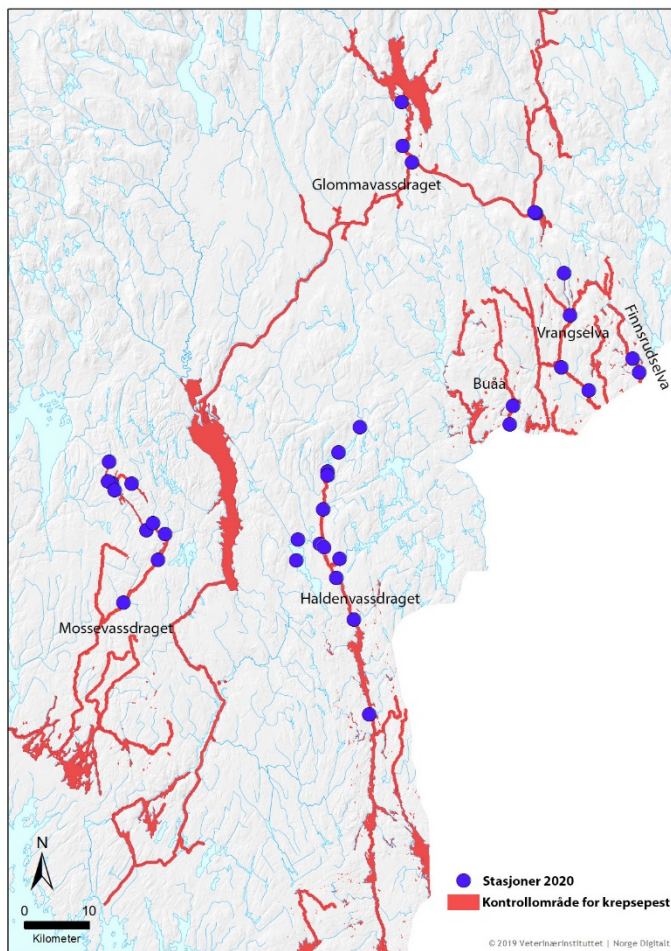 Glommavassdraget
Vrangselva
Finnsrudselva
Buåa
Haldenvassdraget
Mossevassdraget
N
0 10
Kilometer
Stasjoner 2020
Kontrollområde for krepsepest
© 2019 Veterinærinstituttet | Norge Digitalt